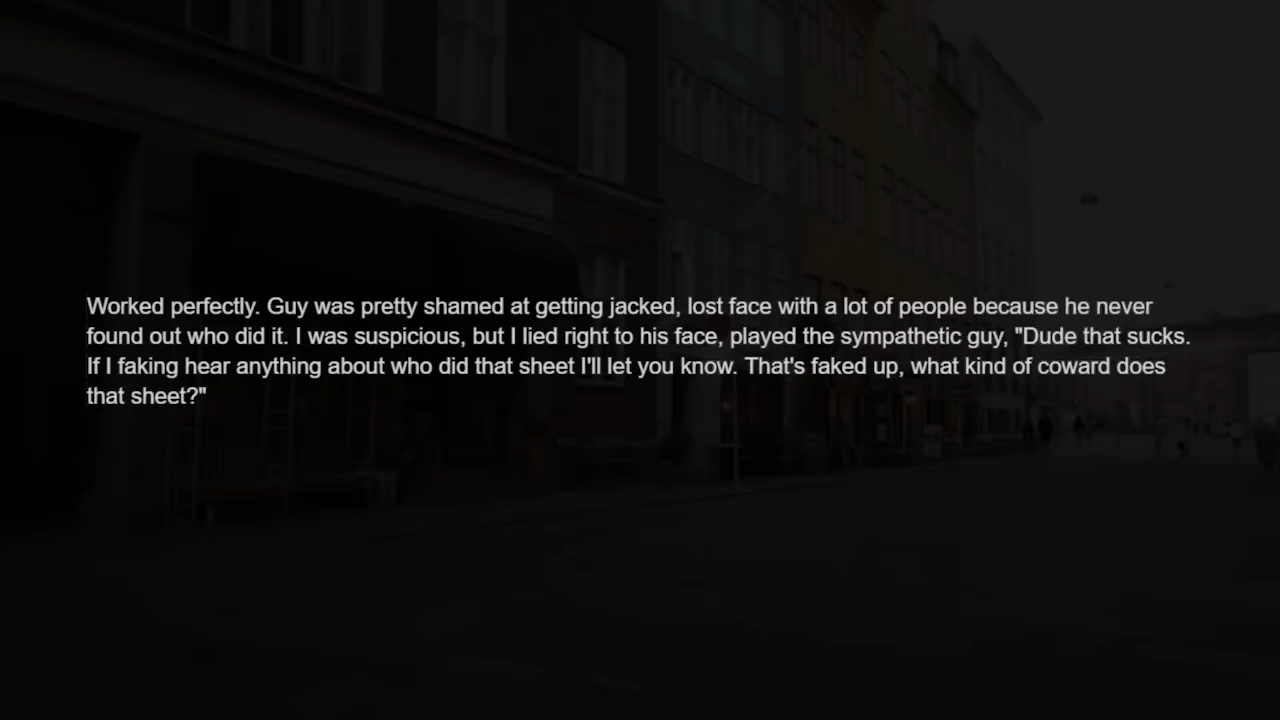 Worked perfectly. Guy was pretty shamed at getting jacked, lost face with a lot of people because he never
found out who did it. I was suspicious, but I lied right to his face, played the sympathetic guy, "Dude that sucks.
If I faking hear anything about who did that sheet I'll let you know. That's faked up, what kind of coward does
that sheet?"